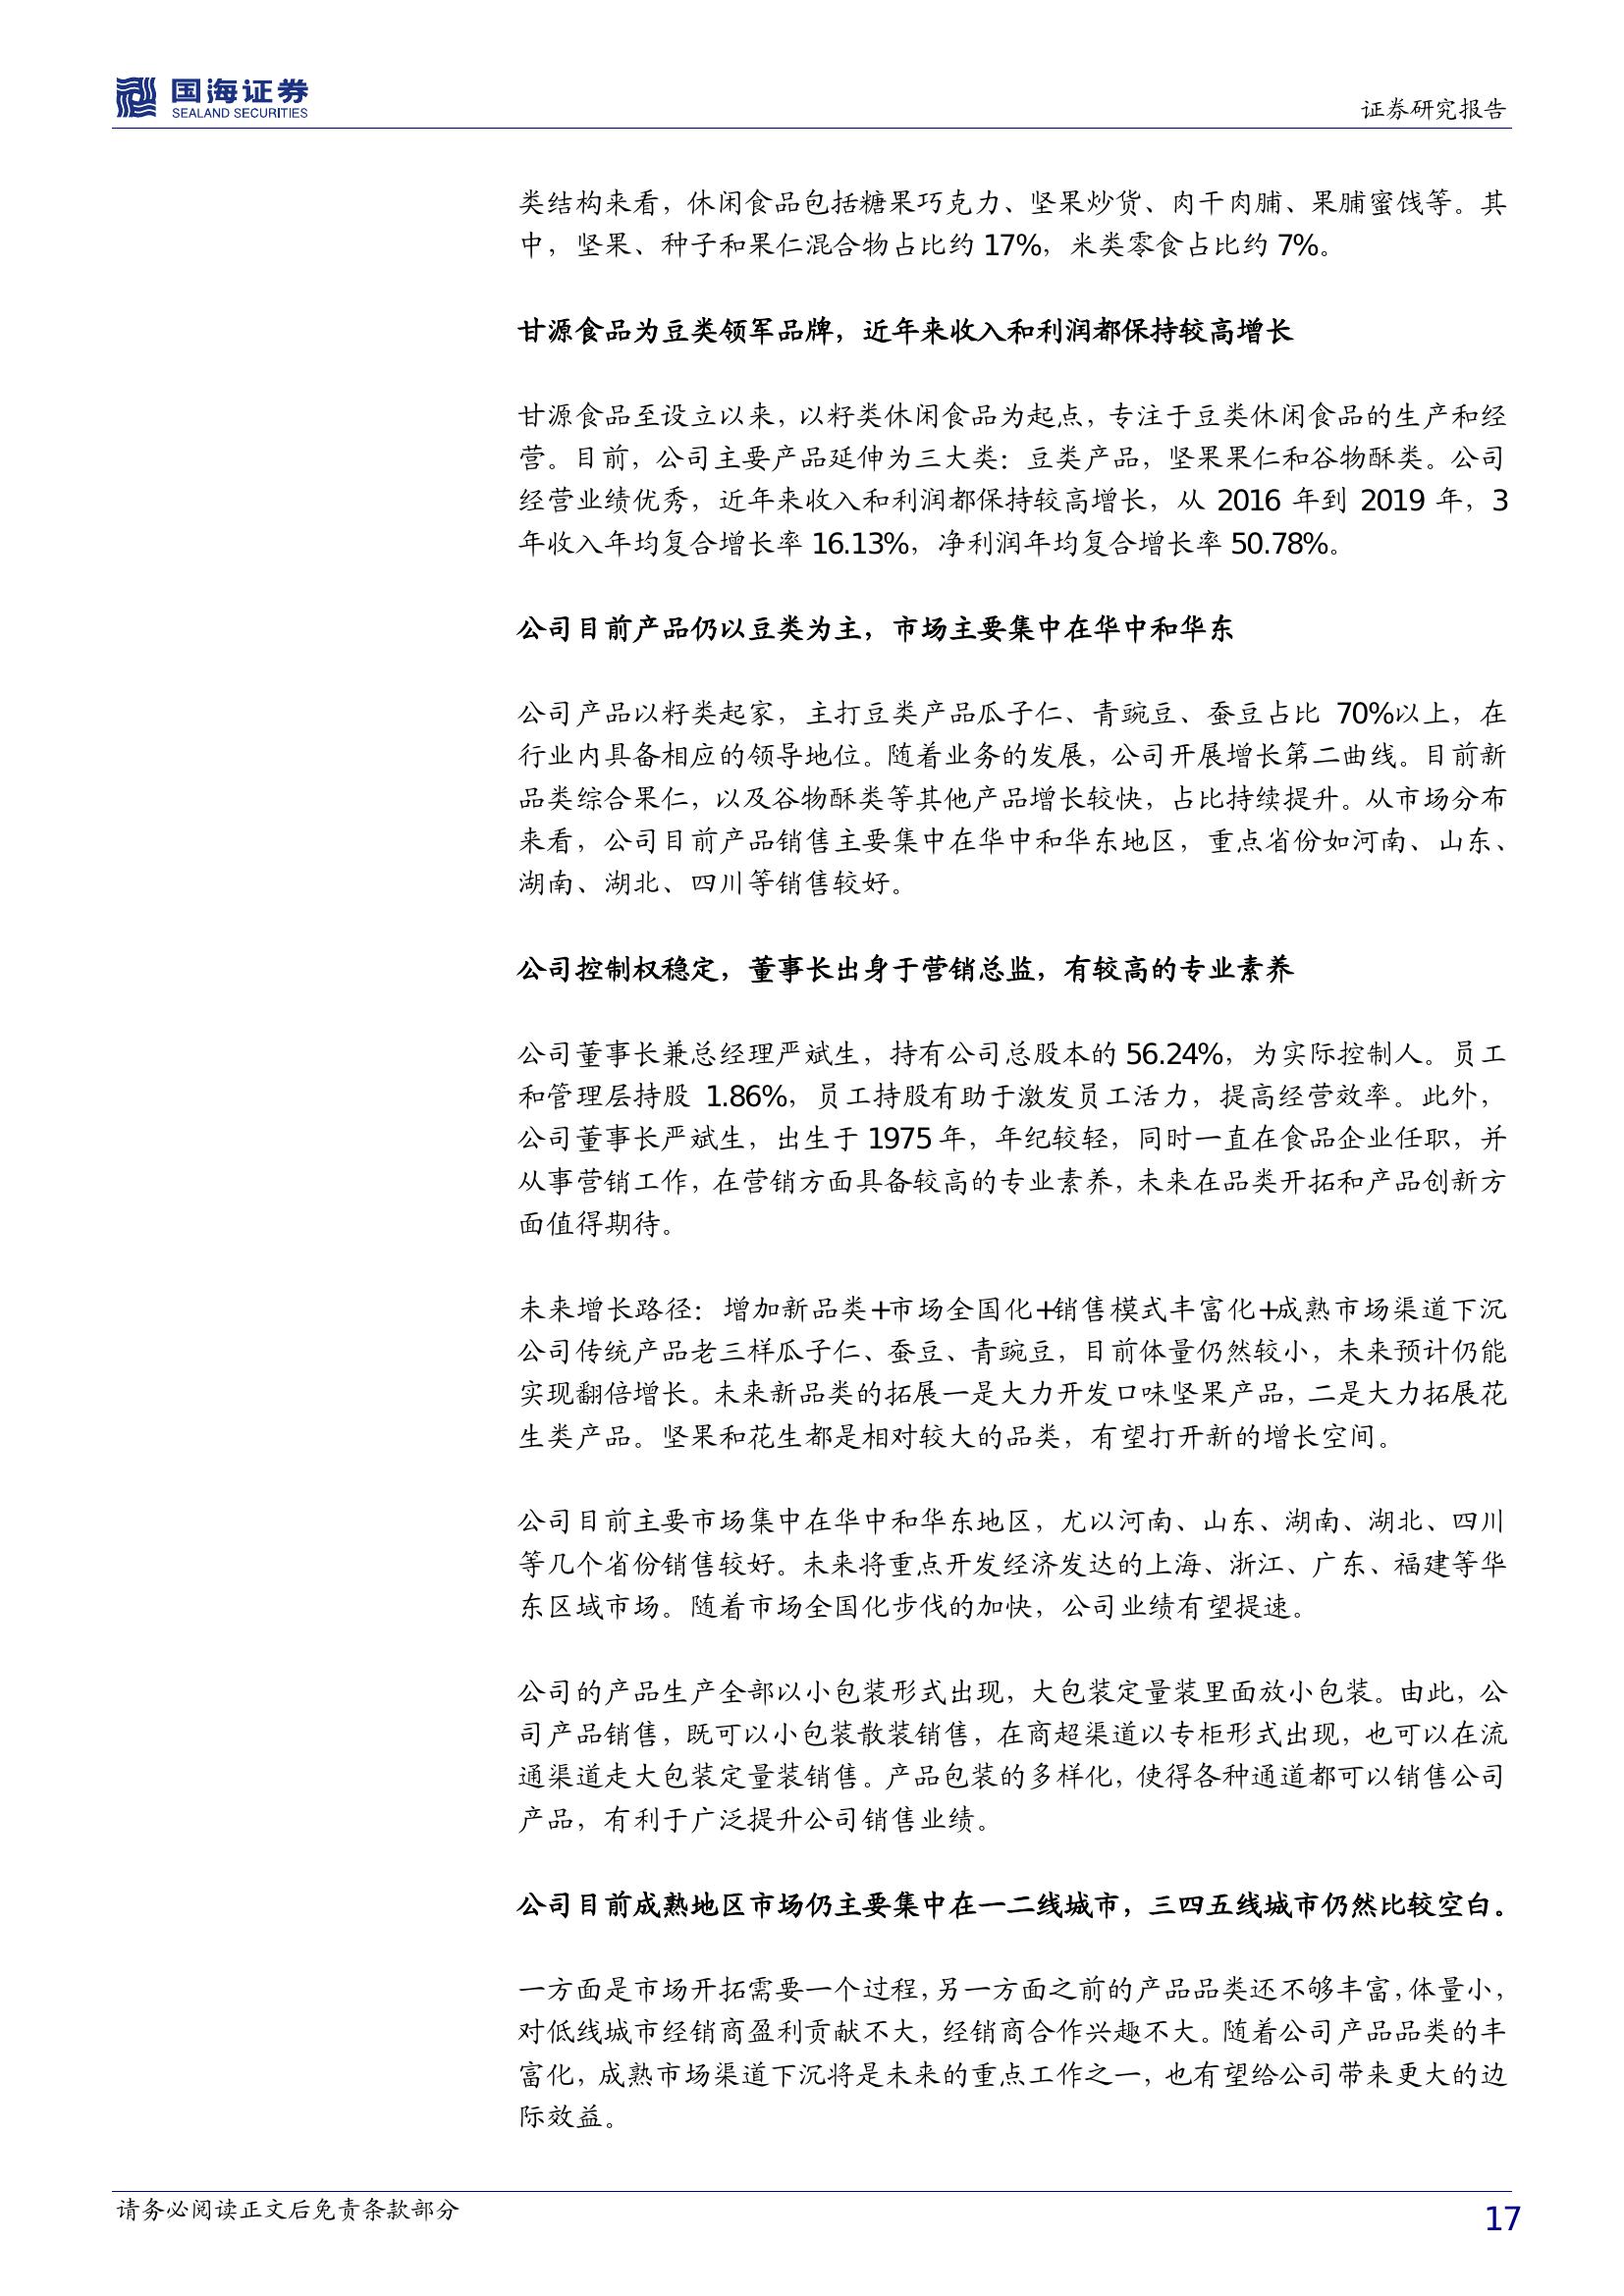 国海证券
SEALAND SECURITIES
证券研究报告
类结构来看，休闲食品包括糖果巧克力、坚果炒货、肉干肉脯、果脯蜜饯等。其
中，坚果、种子和果仁混合物占比约 17%，米类零食占比约 7%。
甘源食品为豆类领军品牌，近年来收入和利润都保持较高增长
甘源食品至设立以来，以籽类休闲食品为起点，专注于豆类休闲食品的生产和经
营。目前，公司主要产品延伸为三大类：豆类产品，坚果果仁和谷物酥类。公司
经营业绩优秀，近年来收入和利润都保持较高增长，从 2016 年到 2019 年，3
年收入年均复合增长率 16.13%，净利润年均复合增长率 50.78%。
公司目前产品仍以豆类为主，市场主要集中在华中和华东
公司产品以籽类起家，主打豆类产品瓜子仁、青豌豆、蚕豆占比 70%以上，在
行业内具备相应的领导地位。随着业务的发展，公司开展增长第二曲线。目前新
品类综合果仁，以及谷物酥类等其他产品增长较快，占比持续提升。从市场分布
来看，公司目前产品销售主要集中在华中和华东地区，重点省份如河南、山东、
湖南、湖北、四川等销售较好。
公司控制权稳定，董事长出身于营销总监，有较高的专业素养
公司董事长兼总经理严斌生，持有公司总股本的 56.24%，为实际控制人。员工
和管理层持股 1.86%，员工持股有助于激发员工活力，提高经营效率。此外，
公司董事长严斌生，出生于 1975 年，年纪较轻，同时一直在食品企业任职，并
从事营销工作，在营销方面具备较高的专业素养，未来在品类开拓和产品创新方
面值得期待。
未来增长路径：增加新品类+市场全国化+销售模式丰富化+成熟市场渠道下沉
公司传统产品老三样瓜子仁、蚕豆、青豌豆，目前体量仍然较小，未来预计仍能
实现翻倍增长。未来新品类的拓展一是大力开发口味坚果产品，二是大力拓展花
生类产品。坚果和花生都是相对较大的品类，有望打开新的增长空间。
公司目前主要市场集中在华中和华东地区，尤以河南、山东、湖南、湖北、四川
等几个省份销售较好。未来将重点开发经济发达的上海、浙江、广东、福建等华
东区域市场。随着市场全国化步伐的加快，公司业绩有望提速。
公司的产品生产全部以小包装形式出现，大包装定量装里面放小包装。由此，公
司产品销售，既可以小包装散装销售，在商超渠道以专柜形式出现，也可以在流
通渠道走大包装定量装销售。产品包装的多样化，使得各种通道都可以销售公司
产品，有利于广泛提升公司销售业绩。
公司目前成熟地区市场仍主要集中在一二线城市，三四五线城市仍然比较空白。
一方面是市场开拓需要一个过程，另一方面之前的产品品类还不够丰富，体量小，
对低线城市经销商盈利贡献不大，经销商合作兴趣不大。随着公司产品品类的丰
富化，成熟市场渠道下沉将是未来的重点工作之一，也有望给公司带来更大的边
际效益。
请务必阅读正文后免责条款部分
17